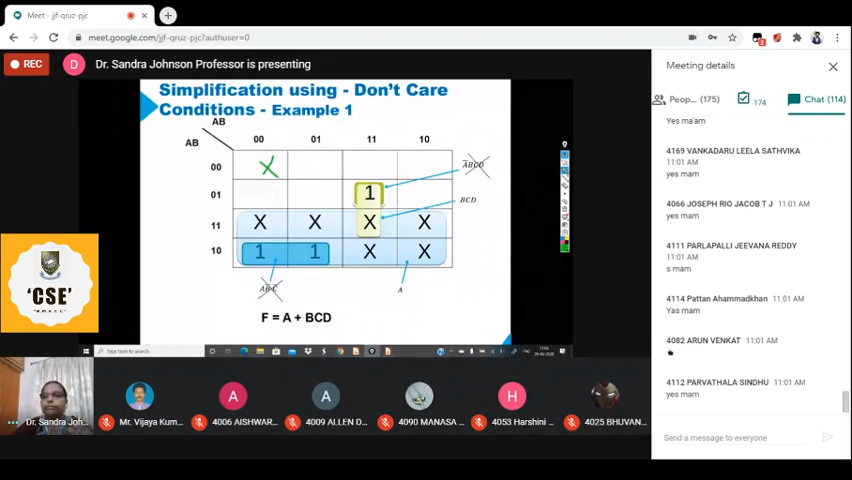 Meet - jjf-qruz-pjc
meet.google.com/jjf-qruz-pjc?authuser=0
REC
D
Dr. Sandra Johnson Professor is presenting
Simplification using - Don't Care
Conditions - Example 1
AB
AB
00 01 11 10
00 X
01 1
11 X X X X
10 1 1 X X
BCD
A
F = A + BCD
Type here to search
'CSE'
Dr. Sandra Joh...
Mr. Vijaya Kum...
A
4006 AISHWAR...
A
4009 ALLEN D...
4090 MANASA ...
H
4053 Harshini ...
4025 BHUVAN...
Meeting details
Peop... (175)
174
Chat (114)
Yes ma'am
4169 VANKADARU LEELA SATHVIKA
11:01 AM
yes mam
4066 JOSEPH RIO JACOB T J 11:01 AM
yes mam
4111 PARLAPALLI JEEVANA REDDY
11:01 AM
s mam
4114 Pattan Ahammadkhan 11:01 AM
Yas mam
4082 ARUN VENKAT 11:01 AM
4112 PARVATHALA SINDHU 11:01 AM
yes mam
Send a message to everyone